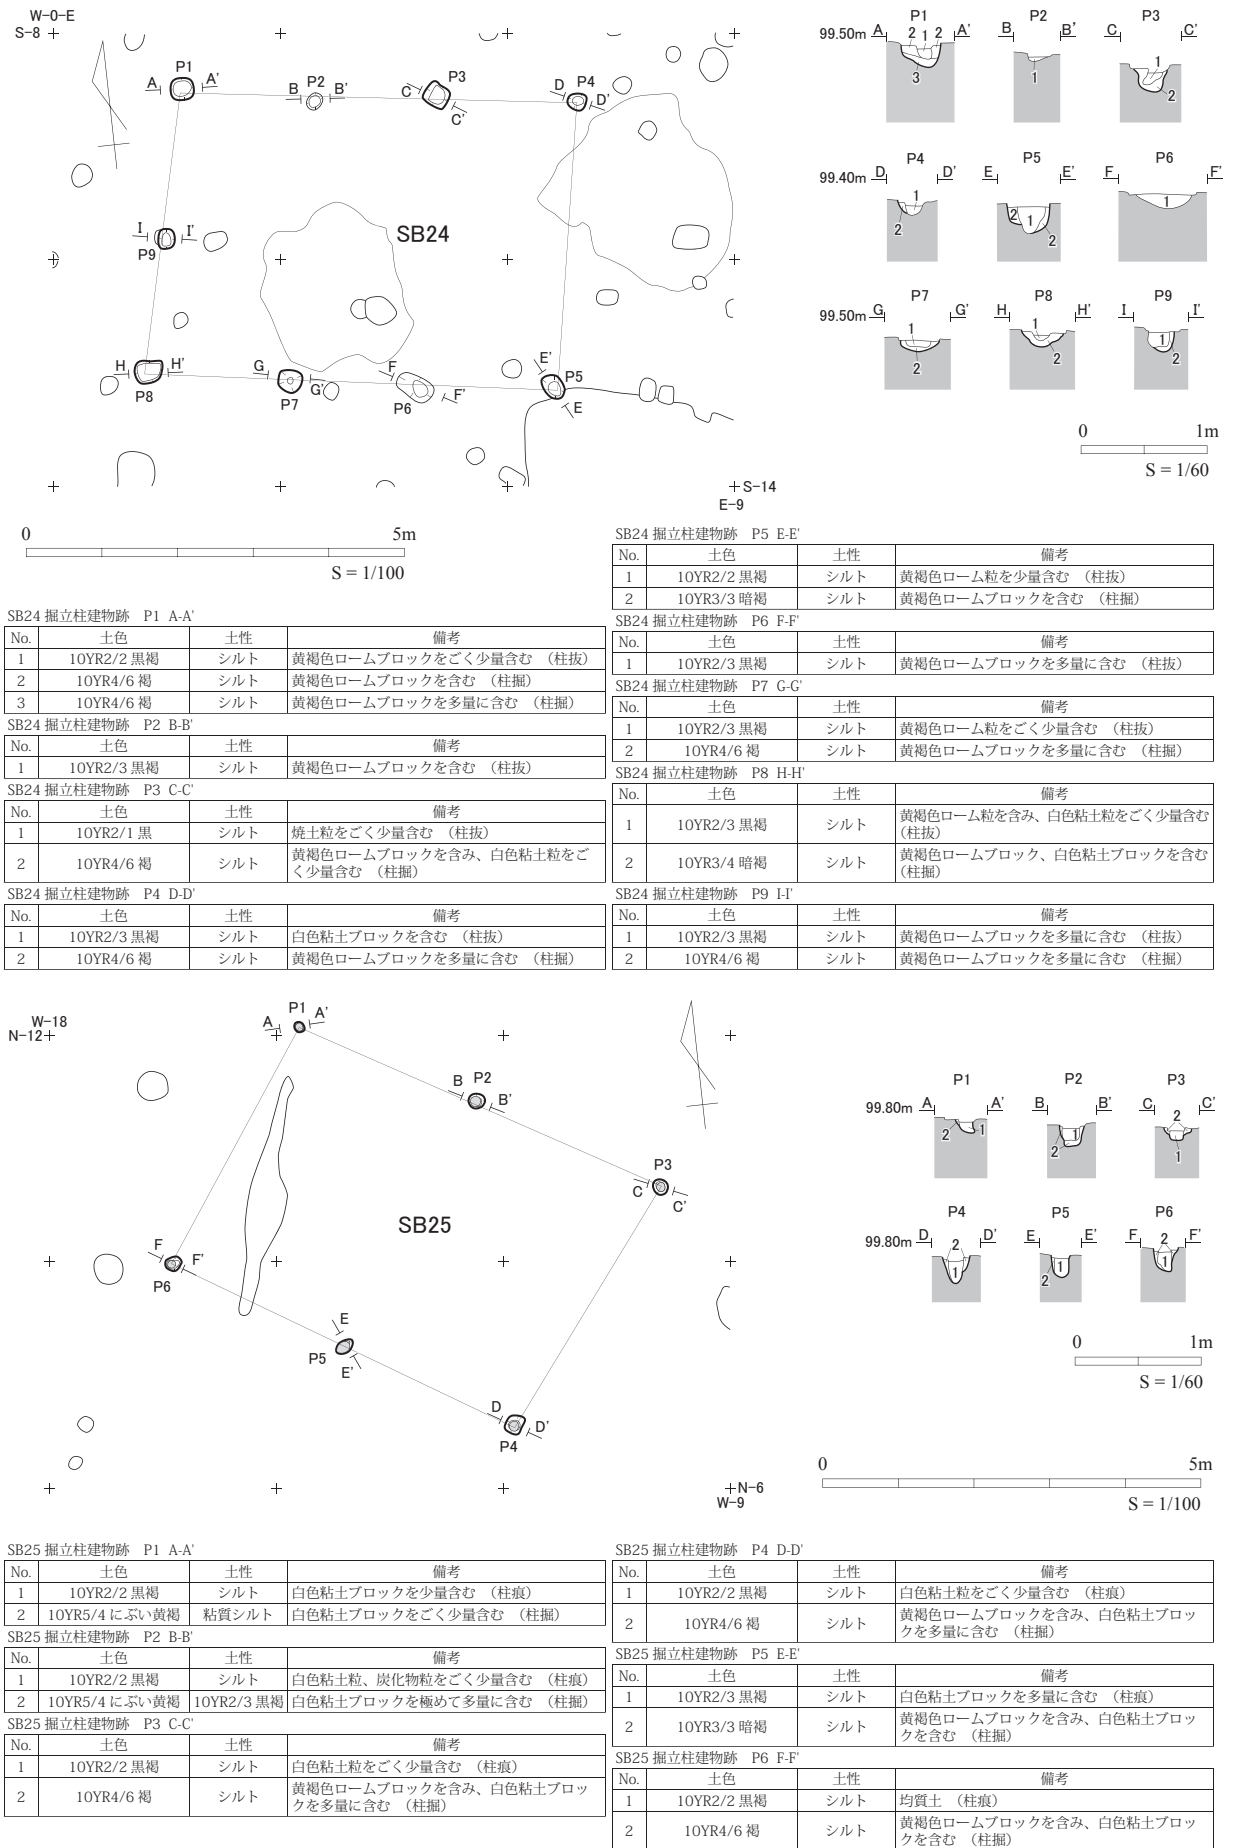 W-0-E
S-8
P1
A A'
B P2 B'
P3
C C'
P4
D D'
I I'
P9
SB24
H H'
P8
G G'
P7
F F'
P6
E' P5
E
S-14
E-9
0 5m
S = 1/100
P1 P2 P3
99.50m A A' B B' C C'
2 1 2 3 1 1 2
P4 P5 P6
99.40m D D' E E' F F'
1 2 2 1 2 1
P7 P8 P9
99.50m G G' H H' I I'
1 2 1 2 1 2
0 1m
S = 1/60
SB24 掘立柱建物跡 P1 A-A'
No. 土色 土性 備考
1 10YR2/2 黒褐 シルト 黄褐色ロームブロックをごく少量含む (柱抜)
2 10YR4/6 褐 シルト 黄褐色ロームブロックを含む (柱掘)
3 10YR4/6 褐 シルト 黄褐色ロームブロックを多量に含む (柱掘)
SB24 掘立柱建物跡 P2 B-B'
No. 土色 土性 備考
1 10YR2/3 黒褐 シルト 黄褐色ロームブロックを含む (柱抜)
SB24 掘立柱建物跡 P3 C-C'
No. 土色 土性 備考
1 10YR2/1 黒 シルト 焼土粒をごく少量含む (柱抜)
2 10YR4/6 褐 シルト 黄褐色ロームブロックを含み、白色粘土粒をご
く少量含む (柱掘)
SB24 掘立柱建物跡 P4 D-D'
No. 土色 土性 備考
1 10YR2/3 黒褐 シルト 白色粘土ブロックを含む (柱抜)
2 10YR4/6 褐 シルト 黄褐色ロームブロックを多量に含む (柱掘)
SB24 掘立柱建物跡 P5 E-E'
No. 土色 土性 備考
1 10YR2/2 黒褐 シルト 黄褐色ローム粒を少量含む (柱抜)
2 10YR3/3 暗褐 シルト 黄褐色ロームブロックを含む (柱掘)
SB24 掘立柱建物跡 P6 F-F'
No. 土色 土性 備考
1 10YR2/3 黒褐 シルト 黄褐色ロームブロックを多量に含む (柱抜)
SB24 掘立柱建物跡 P7 G-G'
No. 土色 土性 備考
1 10YR2/3 黒褐 シルト 黄褐色ローム粒をごく少量含む (柱抜)
2 10YR4/6 褐 シルト 黄褐色ロームブロックを多量に含む (柱掘)
SB24 掘立柱建物跡 P8 H-H'
No. 土色 土性 備考
1 10YR2/3 黒褐 シルト 黄褐色ローム粒を含み、白色粘土粒をごく少量含む
(柱抜)
2 10YR3/4 暗褐 シルト 黄褐色ロームブロック、白色粘土ブロックを含む
(柱掘)
SB24 掘立柱建物跡 P9 I-I'
No. 土色 土性 備考
1 10YR2/3 黒褐 シルト 黄褐色ロームブロックを多量に含む (柱抜)
2 10YR4/6 褐 シルト 黄褐色ロームブロックを多量に含む (柱掘)
W-18
N-12
P1
A A'
B P2
B'
P3
C C'
SB25
F F'
P6
E
P5
E'
D D'
P4
N-6
W-9
P1 P2 P3
99.80m A A' B B' C C'
2 1 1 2 2 1
P4 P5 P6
99.80m D D' E E' F F'
2 1 1 2 2 1
0 1m
S = 1/60
0 5m
S = 1/100
SB25 掘立柱建物跡 P1 A-A'
No. 土色 土性 備考
1 10YR2/2 黒褐 シルト 白色粘土ブロックを少量含む (柱痕)
2 10YR5/4 にぶい黄褐 粘質シルト 白色粘土ブロックをごく少量含む (柱掘)
SB25 掘立柱建物跡 P2 B-B'
No. 土色 土性 備考
1 10YR2/2 黒褐 シルト 白色粘土粒、炭化物粒をごく少量含む (柱痕)
2 10YR5/4 にぶい黄褐 10YR2/3 黒褐 白色粘土ブロックを極めて多量に含む (柱掘)
SB25 掘立柱建物跡 P3 C-C'
No. 土色 土性 備考
1 10YR2/2 黒褐 シルト 白色粘土粒をごく少量含む (柱痕)
2 10YR4/6 褐 シルト 黄褐色ロームブロックを含み、白色粘土ブロッ
クを多量に含む (柱掘)
SB25 掘立柱建物跡 P4 D-D'
No. 土色 土性 備考
1 10YR2/2 黒褐 シルト 白色粘土粒をごく少量含む (柱痕)
2 10YR4/6 褐 シルト 黄褐色ロームブロックを含み、白色粘土ブロッ
クを多量に含む (柱掘)
SB25 掘立柱建物跡 P5 E-E'
No. 土色 土性 備考
1 10YR2/3 黒褐 シルト 白色粘土ブロックを多量に含む (柱痕)
2 10YR3/3 暗褐 シルト 黄褐色ロームブロックを含み、白色粘土ブロッ
クを含む (柱掘)
SB25 掘立柱建物跡 P6 F-F'
No. 土色 土性 備考
1 10YR2/2 黒褐 シルト 均質土 (柱痕)
2 10YR4/6 褐 シルト 黄褐色ロームブロックを含み、白色粘土ブロッ
クを含む (柱掘)